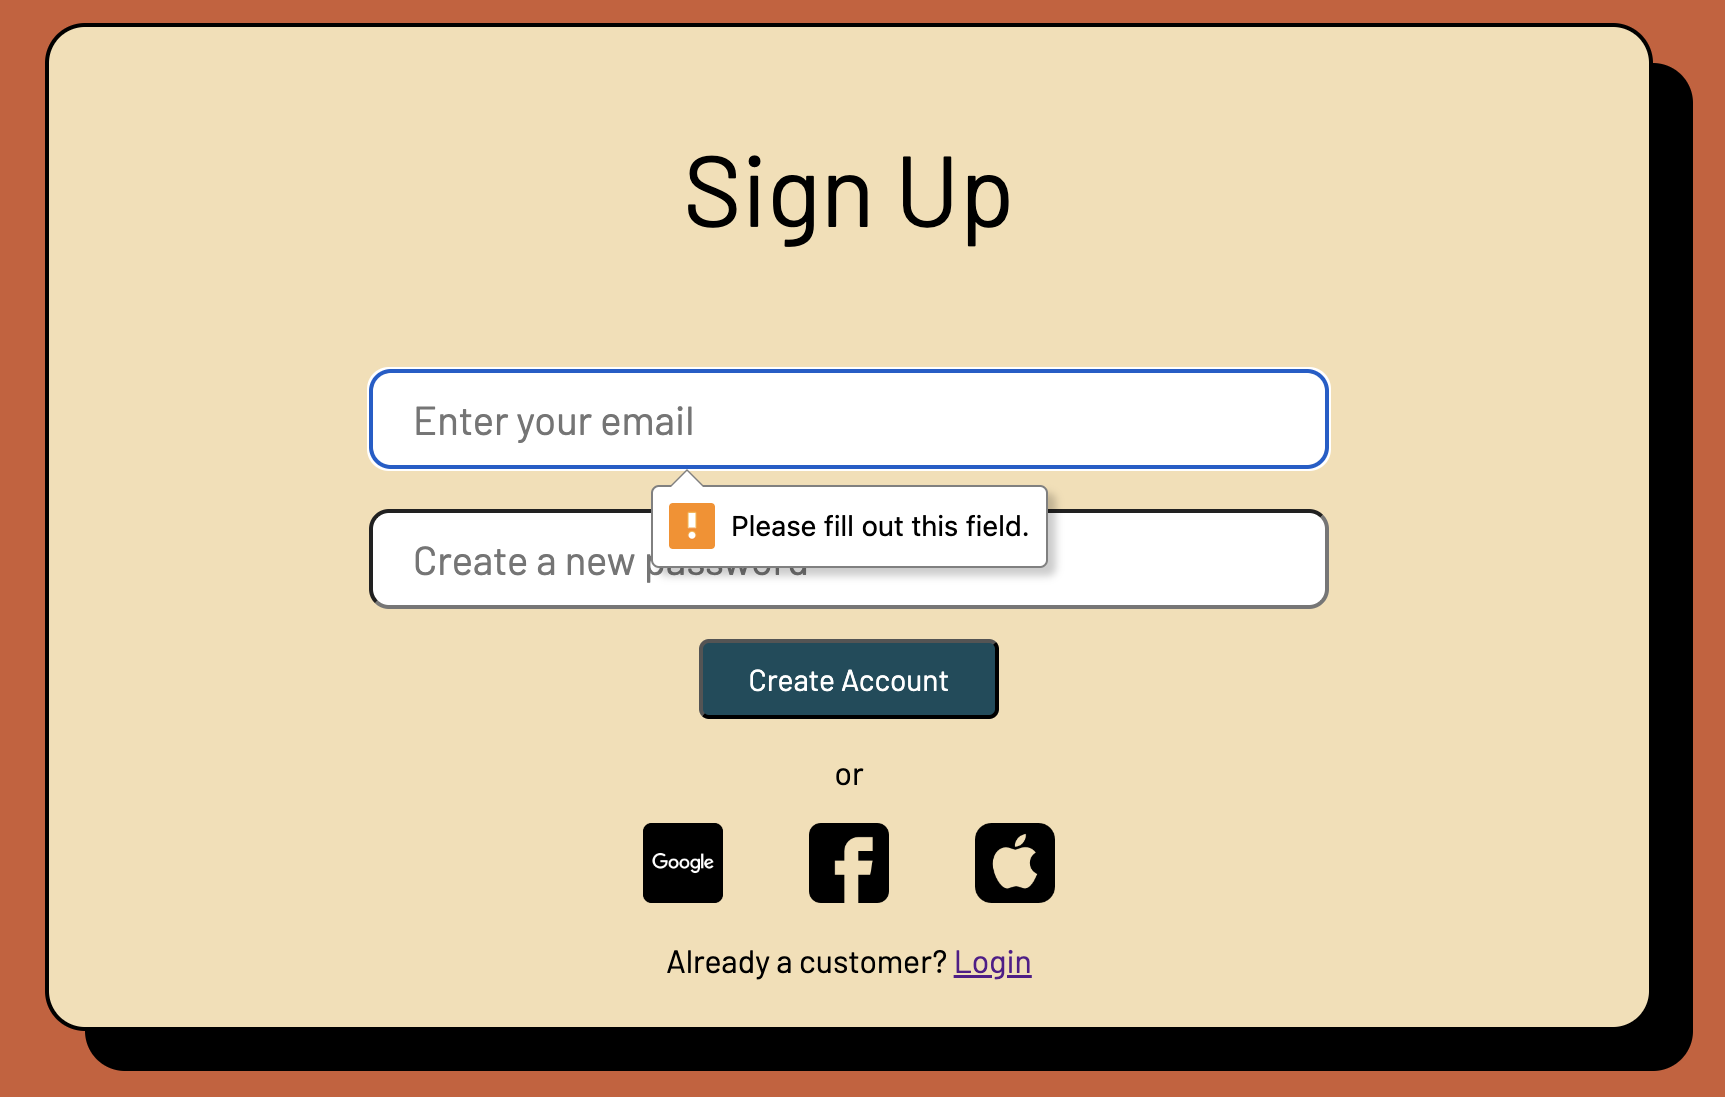 Sign Up
Enter your email
Please fill out this field.
Create a new password
Create Account
or
Google
Already a customer? Login